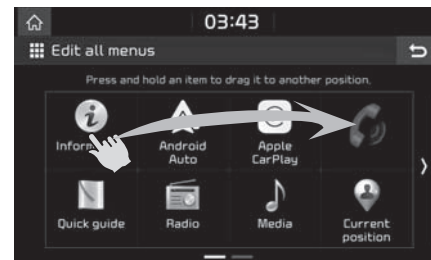 03:43
Edit all menus
Press and hold an item to drag it to another position.
Inform
Android
Auto
Apple
CarPlay
Quick guide
Radio
Media
Current
position